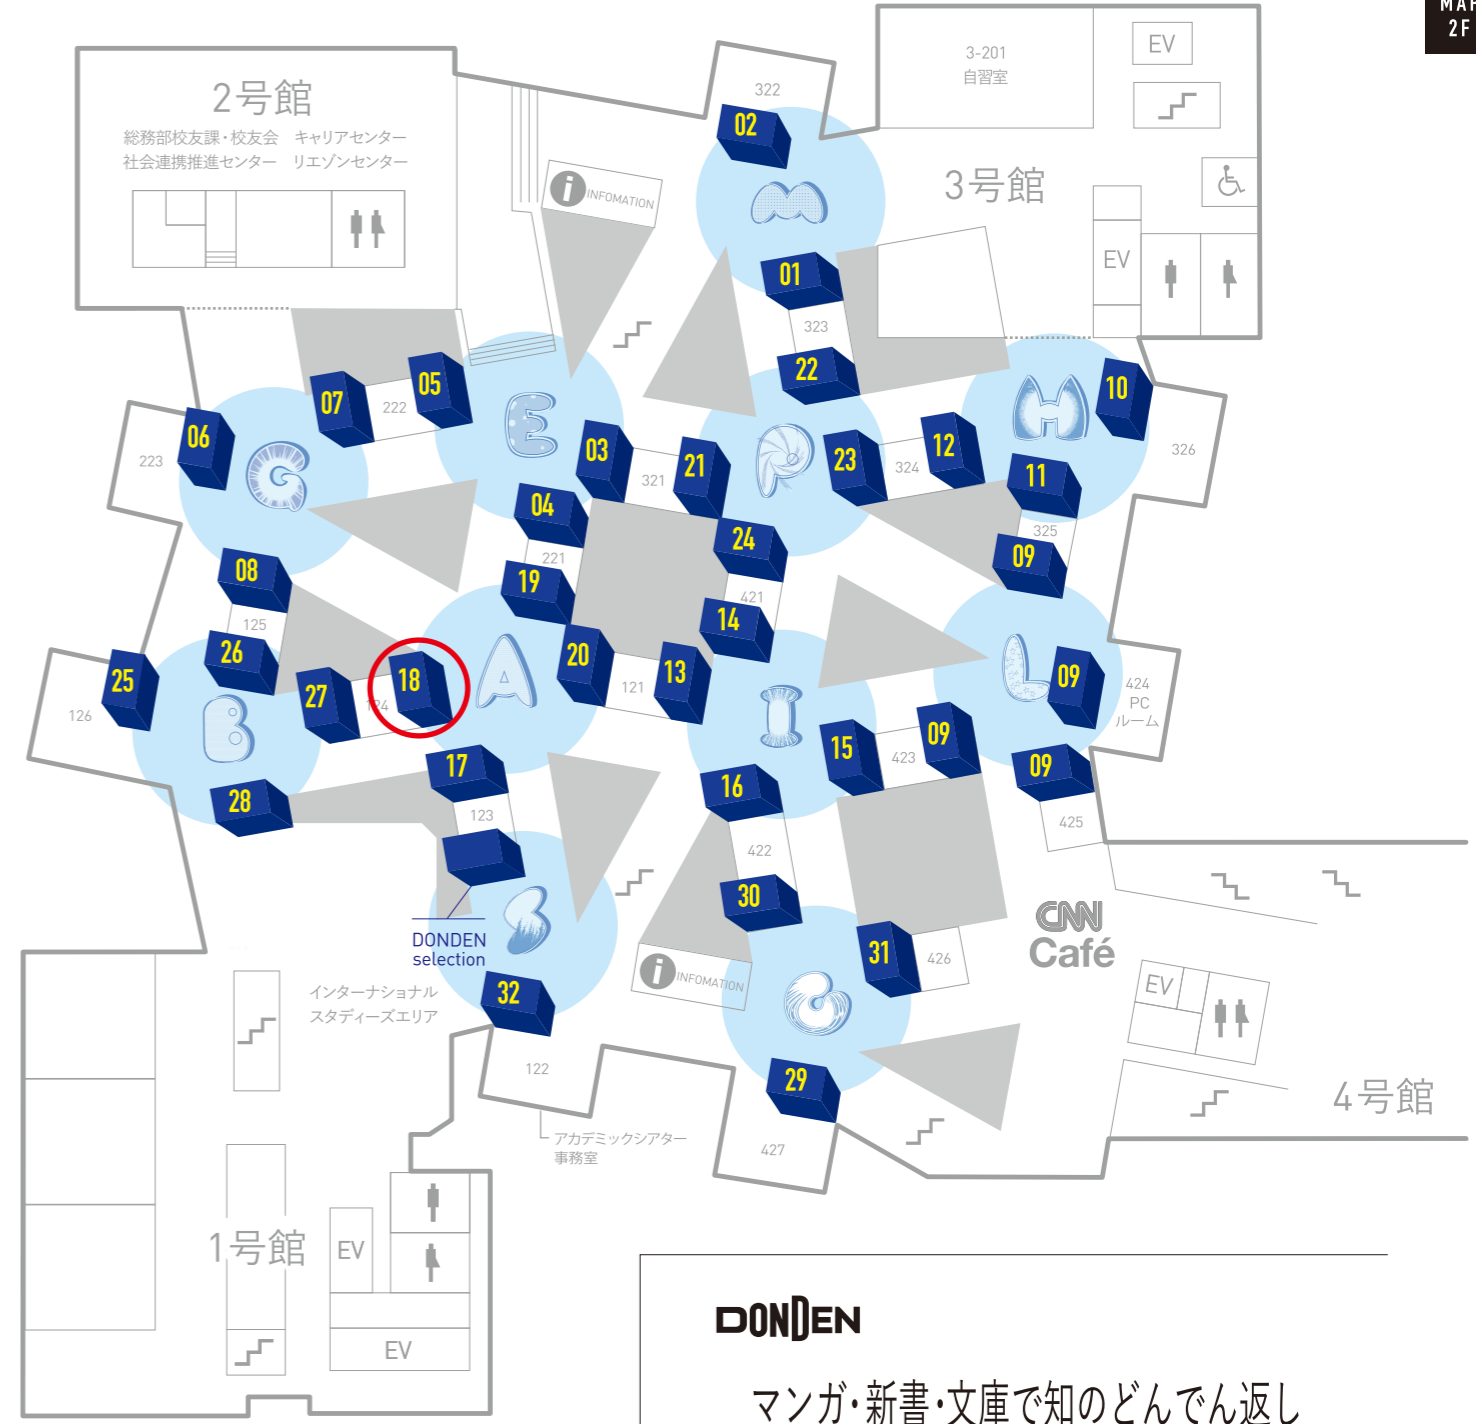 MAP
2F
2号館
総務部校友課・校友会　キャリアセンター
社会連携推進センター　リエゾンセンター
322
02
3-201
自習室
EV
i INFOMATION
M
3号館
EV
01
323
22
07
222
05
E
10
H
06
223
G
03
321
21
P
23
324
12
326
11
04
221
24
325
09
08
19
421
14
125
26
A
20
121
13
25
126
B
27
124
18
I
L
09
424
PC
ルーム
15
423
09
09
17
16
28
123
422
425
30
DONDEN
selection
S
31
426
CNN
Café
i INFOMATION
32
インターナショナル
スタディーズエリア
G
EV
122
29
4号館
アカデミックシアター
事務室
427
1号館
EV
EV
DONDEN
マンガ・新書・文庫で知のどんでん返し